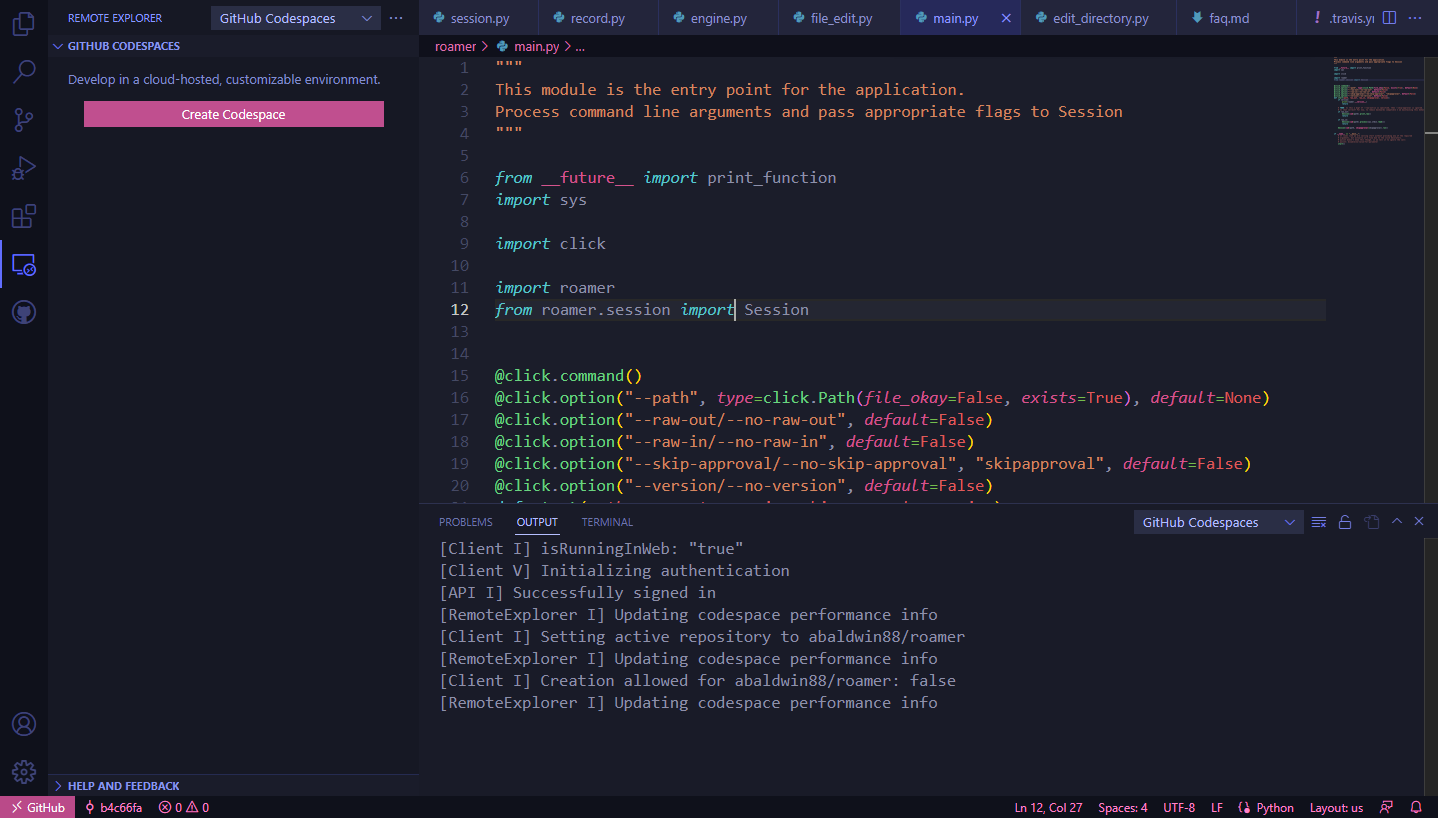 REMOTE EXPLORER
GitHub Codespaces
GITHUB CODESPACES
Develop in a cloud-hosted, customizable environment.
Create Codespace
HELP AND FEEDBACK
session.py
record.py
engine.py
file_edit.py
main.py
edit_directory.py
faq.md
! .travis.y
roamer > main.py > ...
1 """
2 This module is the entry point for the application.
3 Process command line arguments and pass appropriate flags to Session
4 """
5
6 from __future__ import print_function
7 import sys
8
9 import click
10
11 import roamer
12 from roamer.session import Session
13
14
15 @click.command()
16 @click.option("--path", type=click.Path(file_okay=False, exists=True), default=None)
17 @click.option("--raw-out/--no-raw-out", default=False)
18 @click.option("--raw-in/--no-raw-in", default=False)
19 @click.option("--skip-approval/--no-skip-approval", "skipapproval", default=False)
20 @click.option("--version/--no-version", default=False)
PROBLEMS
OUTPUT
TERMINAL
GitHub Codespaces
[Client I] isRunningInWeb: "true"
[Client V] Initializing authentication
[API I] Successfully signed in
[RemoteExplorer I] Updating codespace performance info
[Client I] Setting active repository to abaldwin88/roamer
[RemoteExplorer I] Updating codespace performance info
[Client I] Creation allowed for abaldwin88/roamer: false
[RemoteExplorer I] Updating codespace performance info
GitHub
b4c66fa
0 0
Ln 12, Col 27
Spaces: 4
UTF-8
LF
Python
Layout: us